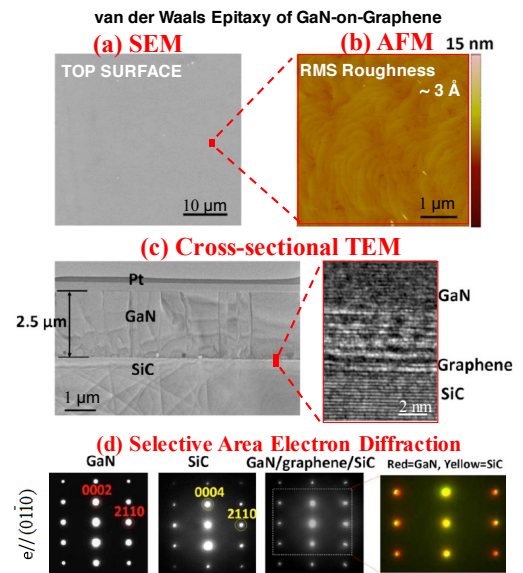 van der Waals Epitaxy of GaN-on-Graphene
(a) SEM
(b) AFM
15 nm
TOP SURFACE
RMS Roughness
~ 3 Å
10 µm
1 µm
(c) Cross-sectional TEM
Pt
GaN
2.5 µm
SiC
1 µm
GaN
Graphene
SiC
2 nm
(d) Selective Area Electron Diffraction
GaN
SiC
GaN/graphene/SiC
Red=GaN, Yellow=SiC
e// (011̅0)
0002
2110
0004
2110